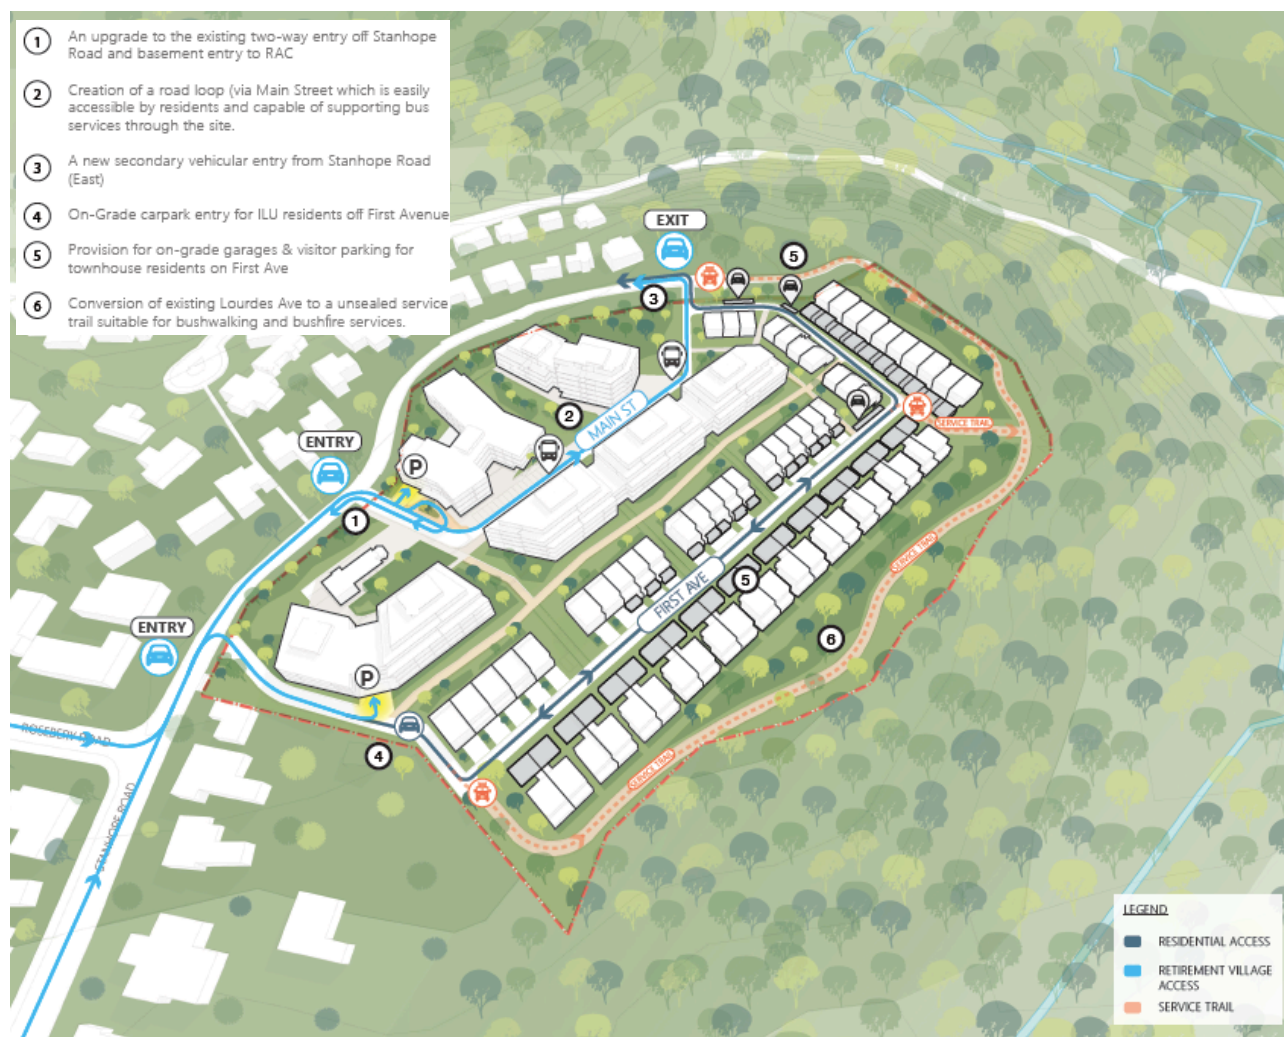 1 An upgrade to the existing two-way entry off Stanhope
Road and basement entry to RAC
2 Creation of a road loop (via Main Street which is easily
accessible by residents and capable of supporting bus
services through the site.
3 A new secondary vehicular entry from Stanhope Road
(East)
4 On-Grade carpark entry for ILU residents off First Avenue
5 Provision for on-grade garages & visitor parking for
townhouse residents on First Ave
6 Conversion of existing Lourdes Ave to a unsealed service
trail suitable for bushwalking and bushfire services.
EXIT
5
3
2
MAIN ST
SERVICE TRAIL
ENTRY
P
1
SERVICE TRAIL
FIRST AVE
5
ENTRY
6
P
ROSEBERY ROAD
4
SERVICE TRAIL
STANHOPE ROAD
LEGEND
RESIDENTIAL ACCESS
RETIREMENT VILLAGE
ACCESS
SERVICE TRAIL